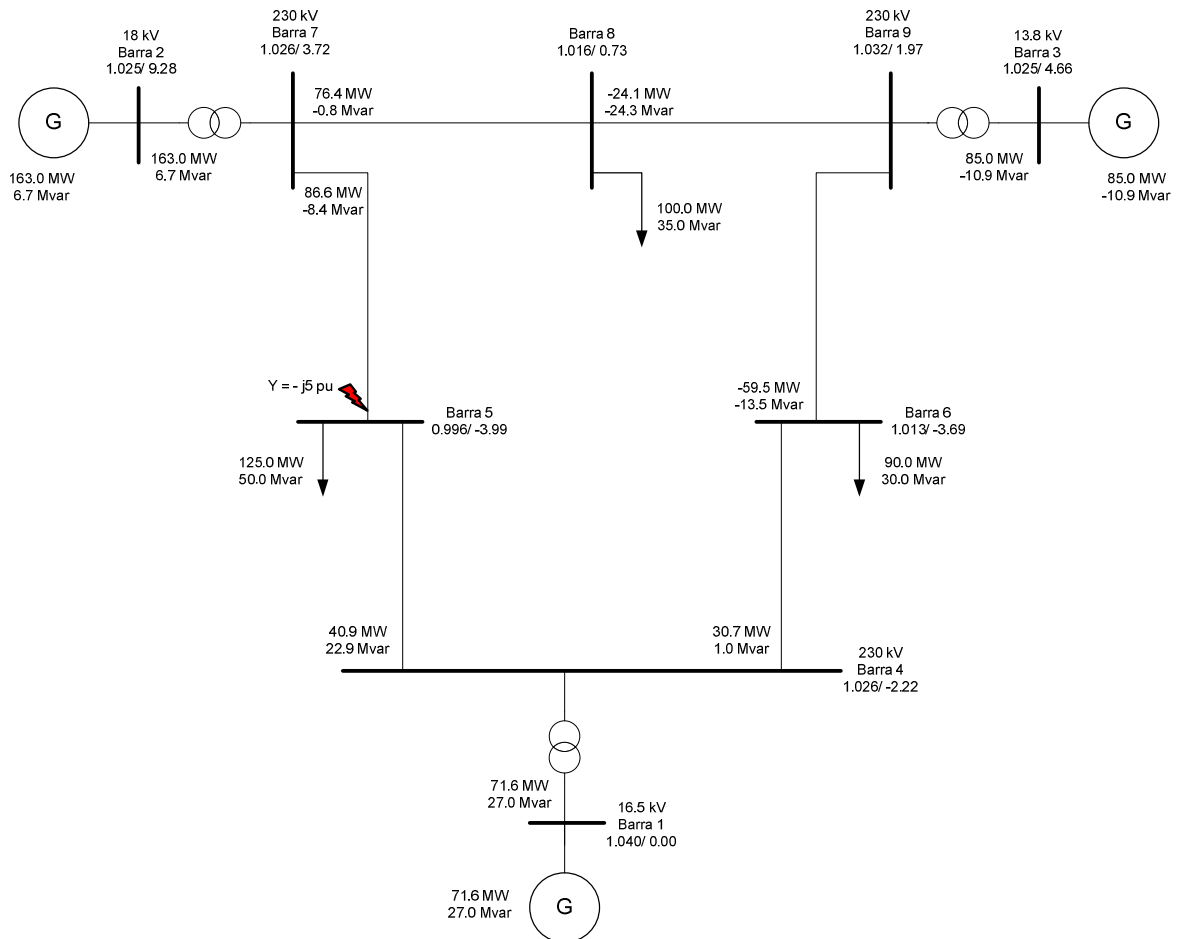 18 kV
Barra 2
1.025/ 9.28
230 kV
Barra 7
1.026/ 3.72
Barra 8
1.016/ 0.73
230 kV
Barra 9
1.032/ 1.97
13.8 kV
Barra 3
1.025/ 4.66
G
163.0 MW
6.7 Mvar
163.0 MW
6.7 Mvar
76.4 MW
-0.8 Mvar
86.6 MW
-8.4 Mvar
-24.1 MW
-24.3 Mvar
100.0 MW
35.0 Mvar
85.0 MW
-10.9 Mvar
G
85.0 MW
-10.9 Mvar
Y = - j5 pu
Barra 5
0.996/ -3.99
125.0 MW
50.0 Mvar
-59.5 MW
-13.5 Mvar
Barra 6
1.013/ -3.69
90.0 MW
30.0 Mvar
40.9 MW
22.9 Mvar
30.7 MW
1.0 Mvar
230 kV
Barra 4
1.026/ -2.22
71.6 MW
27.0 Mvar
16.5 kV
Barra 1
1.040/ 0.00
71.6 MW
27.0 Mvar
G